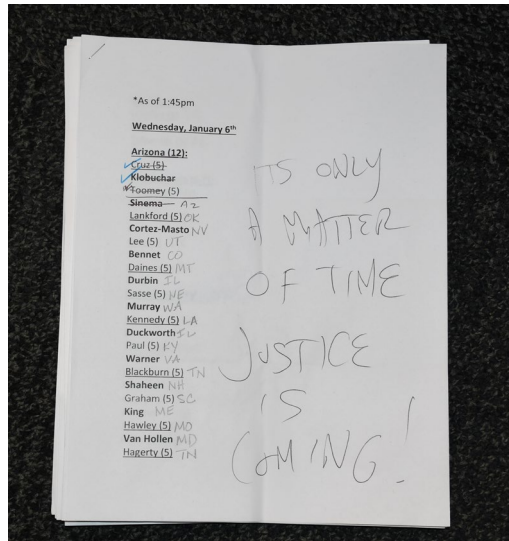 *As of 1:45pm
Wednesday, January 6th
Arizona (12):
Cruz (5)
Klobuchar
Toomey (5)
Sinema AZ
Lankford (5) OK
Cortez-Masto NV
Lee (5) UT
Bennet CO
Daines (5) MT
Durbin IL
Sasse (5) NE
Murray WA
Kennedy (5) LA
Duckworth IL
Paul (5) KY
Warner VA
Blackburn (5) TN
Shaheen NH
Graham (5) SC
King ME
Hawley (5) MO
Van Hollen MD
Hagerty (5) TN
ITS ONLY
A MATTER
OF TIME
JUSTICE
IS
COMING!